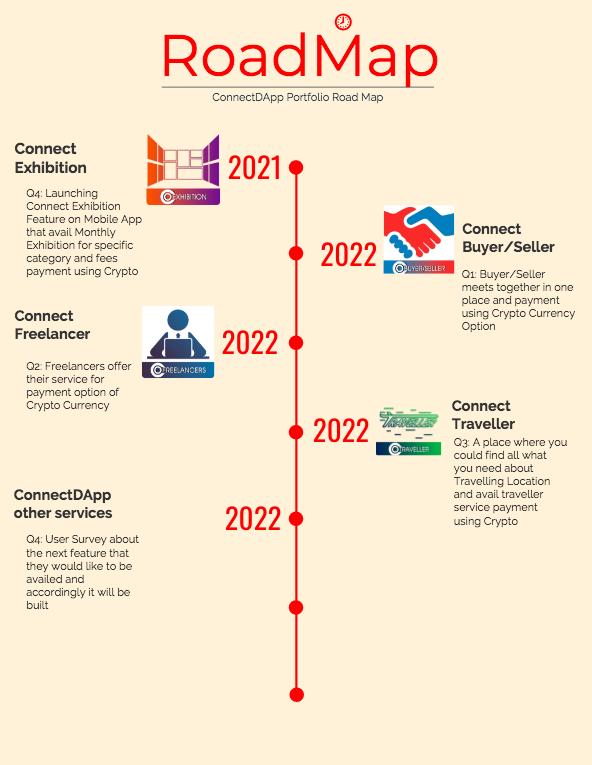 RoadMap
ConnectDApp Portfolio Road Map
Connect
Exhibition
EXHIBITION
2021
Q4: Launching
Connect Exhibition
Feature on Mobile App
that avail Monthly
Exhibition for specific
category and fees
payment using Crypto
2022
BUYER/SELLER
Connect
Buyer/Seller
Q1: Buyer/Seller
meets together in one
place and payment
using Crypto Currency
Option
Connect
Freelancer
FREELANCERS
2022
Q2: Freelancers offer
their service for
payment option of
Crypto Currency
2022
TRAVELLER
TRAVELLER
Connect
Traveller
Q3: A place where you
could find all what
you need about
Travelling Location
and avail traveller
service payment
using Crypto
ConnectDApp
other services
2022
Q4: User Survey about
the next feature that
they would like to be
availed and
accordingly it will be
built